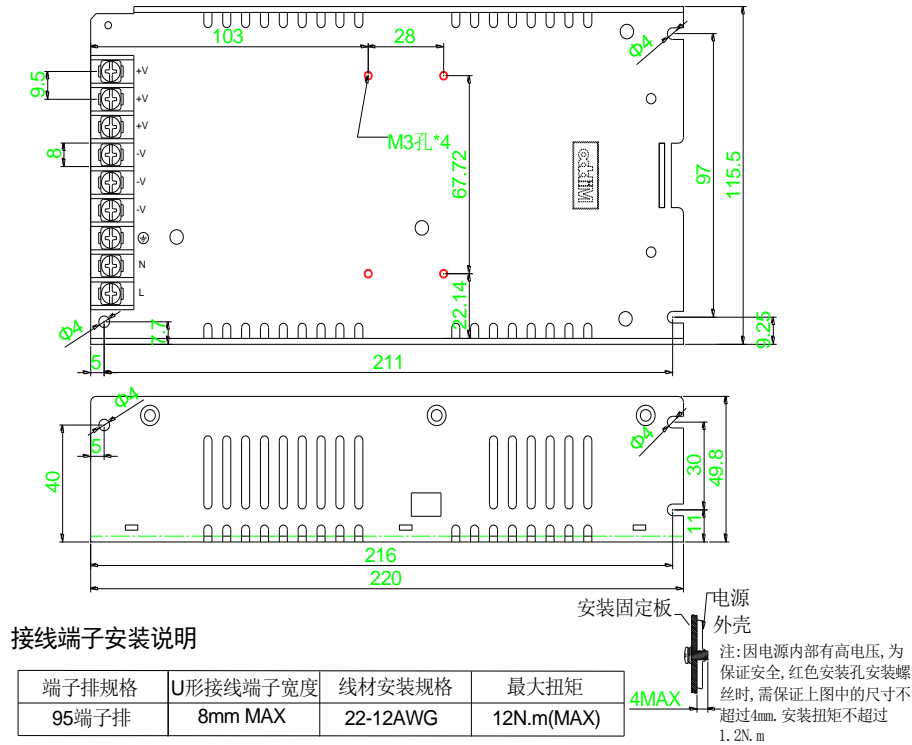 103
28
Φ4
9.5
+V
+V
+V
M3孔*4
8
-V
-V
-V
67.72
97
115.5
N
L
22.14
Φ4
7.7
9.25
5
211
Φ4
5
40
Φ4
30
49.8
11
216
220
安装固定板
电源
外壳
接线端子安装说明
端子排规格 U形接线端子宽度 线材安装规格 最大扭矩
95端子排 8mm MAX 22-12AWG 12N.m(MAX)
4MAX
注:因电源内部有高电压,为
保证安全,红色安装孔安装螺
丝时,需保证上图中的尺寸不
超过4mm.安装扭矩不超过
1.2N.m